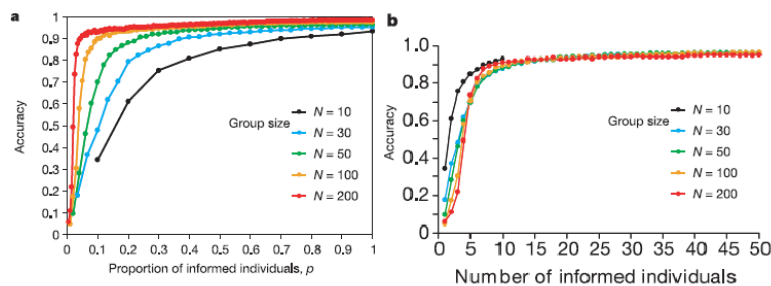 a
Accuracy
1
0.9
0.8
0.7
0.6
0.5
0.4
0.3
0.2
0.1
0
0 0.1 0.2 0.3 0.4 0.5 0.6 0.7 0.8 0.9 1
Proportion of informed individuals, p
Group size
N = 10
N = 30
N = 50
N = 100
N = 200
b
Accuracy
1.0
0.8
0.6
0.4
0.2
0
0 5 10 15 20 25 30 35 40 45 50
Number of informed individuals
Group size
N = 10
N = 30
N = 50
N = 100
N = 200